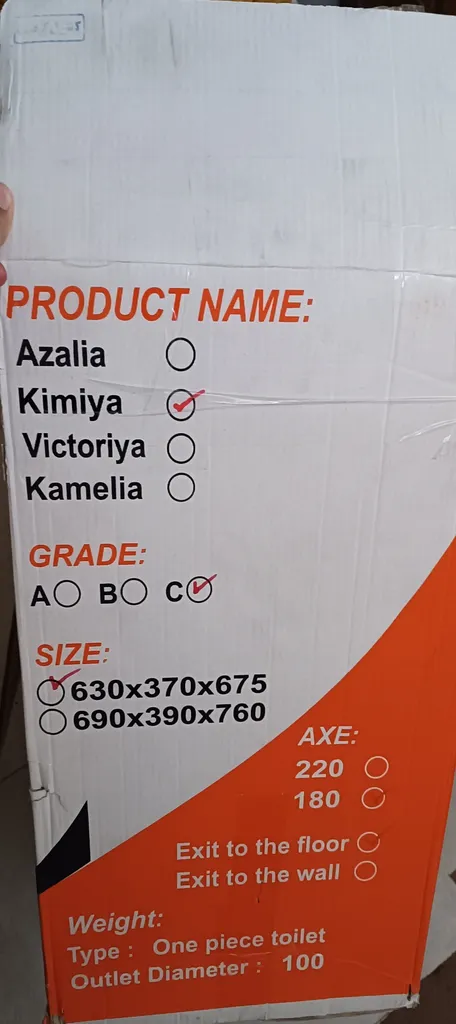 PRODUCT NAME:
Azalia
Kimiya
Victoriya
Kamelia
GRADE:
A B C
SIZE:
630x370x675
690x390x760
AXE:
220
180
Exit to the floor
Exit to the wall
Weight:
Type : One piece toilet
Outlet Diameter : 100